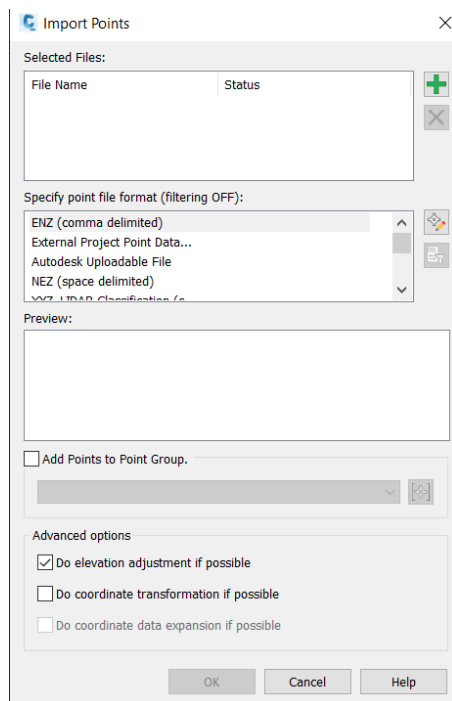 Import Points
Selected Files:
File Name Status
Specify point file format (filtering OFF):
ENZ (comma delimited)
External Project Point Data...
Autodesk Uploadable File
NEZ (space delimited)
XYZ_LIDAR Classification (c
Preview:
Add Points to Point Group.
Advanced options
Do elevation adjustment if possible
Do coordinate transformation if possible
Do coordinate data expansion if possible
OK Cancel Help